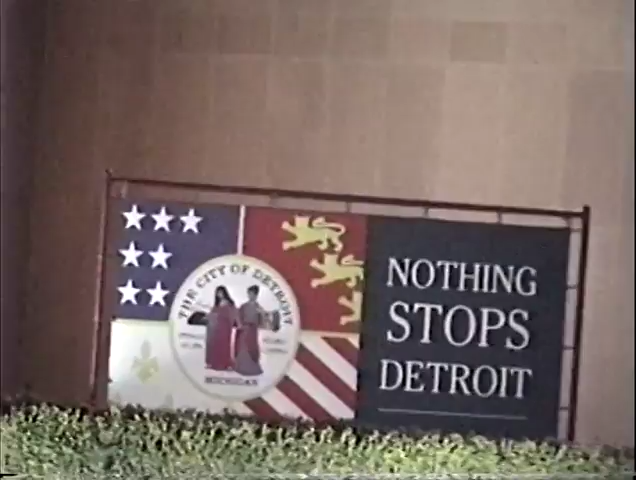 THE CITY OF DETROIT
MICHIGAN
NOTHING
STOPS
DETROIT